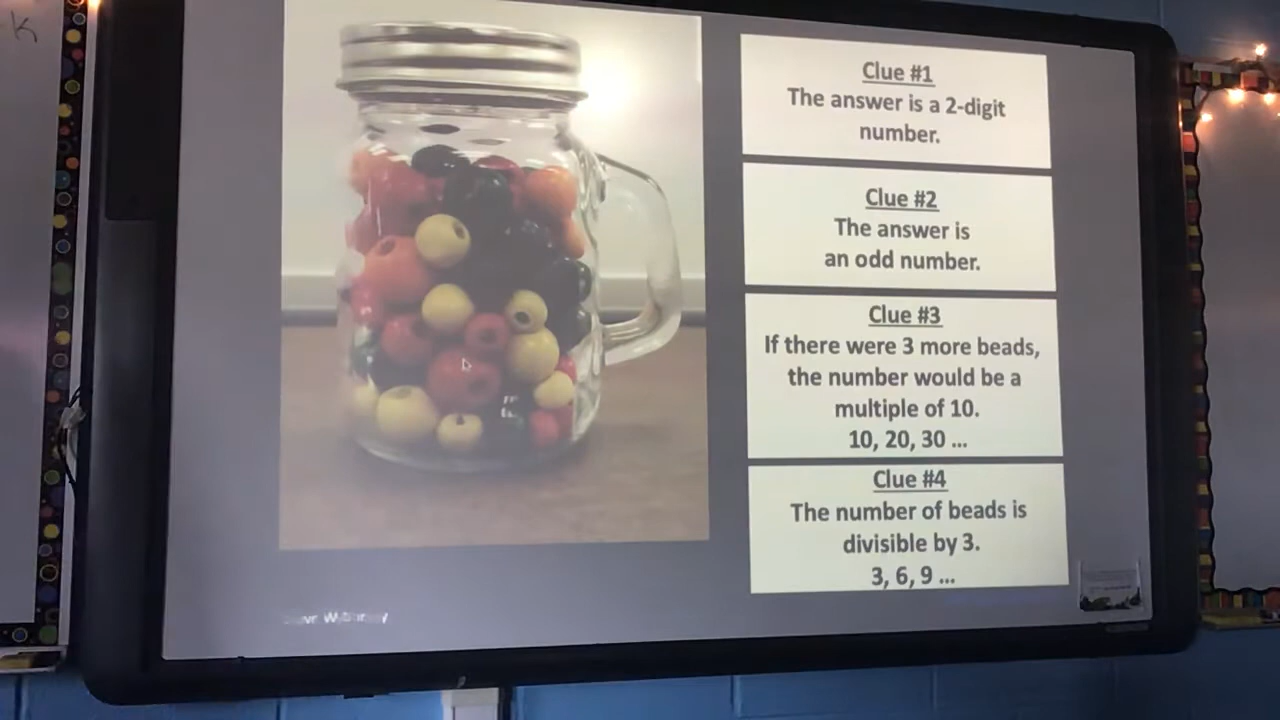 K
Clue #1
The answer is a 2-digit
number.
Clue #2
The answer is
an odd number.
Clue #3
If there were 3 more beads,
the number would be a
multiple of 10.
10, 20, 30 ...
Clue #4
The number of beads is
divisible by 3.
3, 6, 9 ...